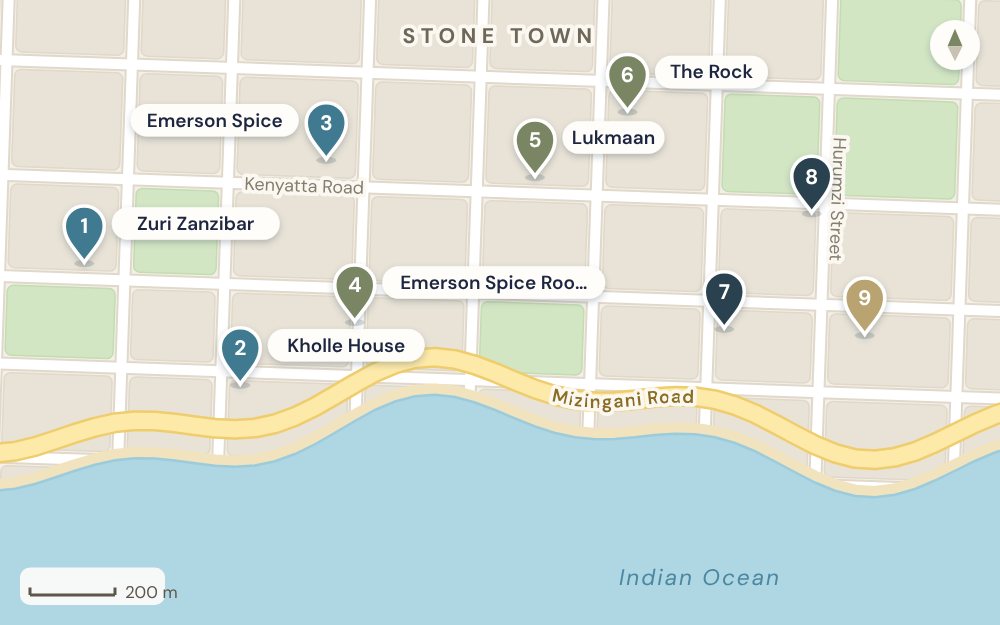 STONE TOWN
6
The Rock
3
Emerson Spice
5
Lukmaan
8
Hurumzi Street
Kenyatta Road
1
Zuri Zanzibar
4
Emerson Spice Roo...
7
9
2
Kholle House
Mizingani Road
Indian Ocean
200 m